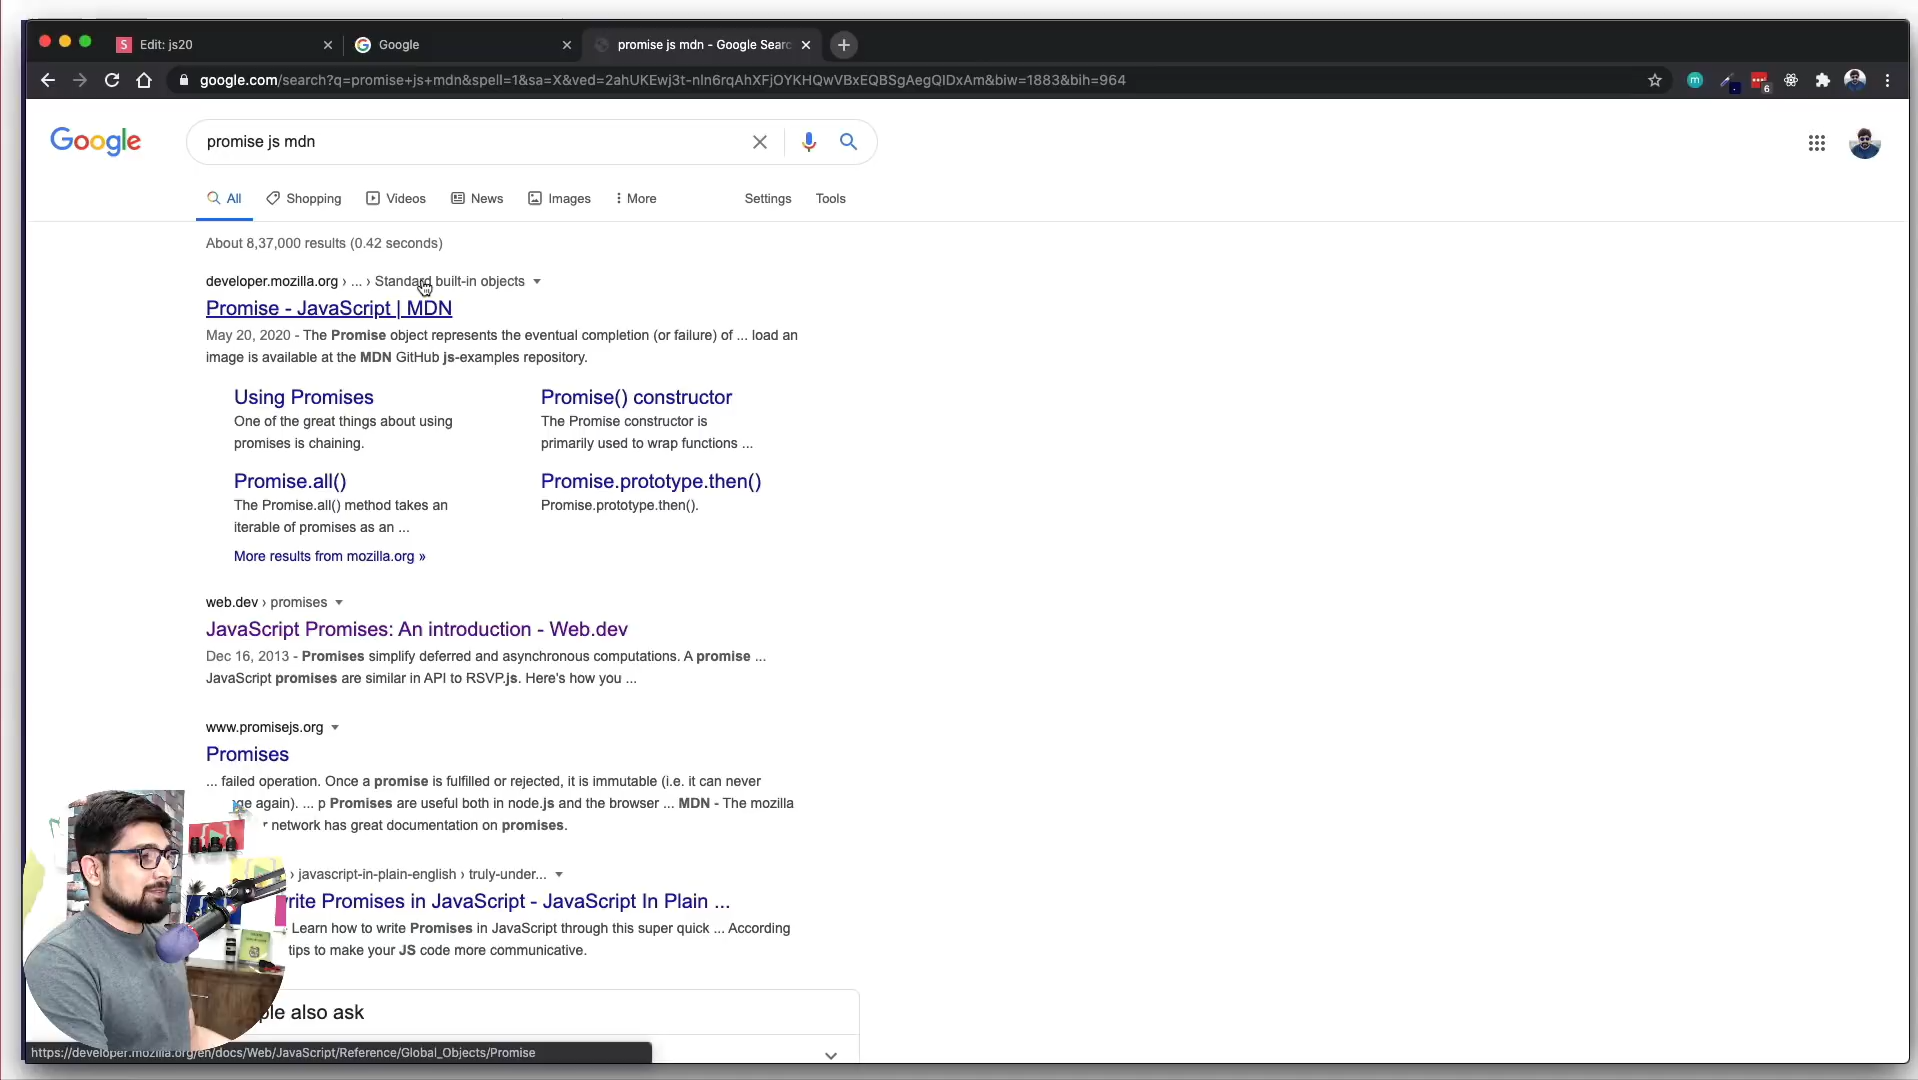 S Edit: js20
Google
promise js mdn - Google Searc
google.com/search?q=promise+js+mdn&spell=1&sa=X&ved=2ahUKEwj3t-nIn6rqAhXFjOYKHQwVBxEQBSgAegQIDxAm&biw=1883&bih=964
m
6
Google
promise js mdn
All Shopping Videos News Images More Settings Tools
About 8,37,000 results (0.42 seconds)
developer.mozilla.org › ... › Standard built-in objects
Promise - JavaScript | MDN
May 20, 2020 - The Promise object represents the eventual completion (or failure) of ... load an
image is available at the MDN GitHub js-examples repository.
Using Promises
One of the great things about using
promises is chaining.
Promise() constructor
The Promise constructor is
primarily used to wrap functions ...
Promise.all()
The Promise.all() method takes an
iterable of promises as an ...
Promise.prototype.then()
Promise.prototype.then().
More results from mozilla.org »
web.dev › promises
JavaScript Promises: An introduction - Web.dev
Dec 16, 2013 - Promises simplify deferred and asynchronous computations. A promise ...
JavaScript promises are similar in API to RSVP.js. Here's how you ...
www.promisejs.org
Promises
... failed operation. Once a promise is fulfilled or rejected, it is immutable (i.e. it can never
ge again). ... p Promises are useful both in node.js and the browser ... MDN - The mozilla
r network has great documentation on promises.
› javascript-in-plain-english › truly-under...
rite Promises in JavaScript - JavaScript In Plain ...
Learn how to write Promises in JavaScript through this super quick ... According
tips to make your JS code more communicative.
ple also ask
https://developer.mozilla.org/en/docs/Web/JavaScript/Reference/Global_Objects/Promise